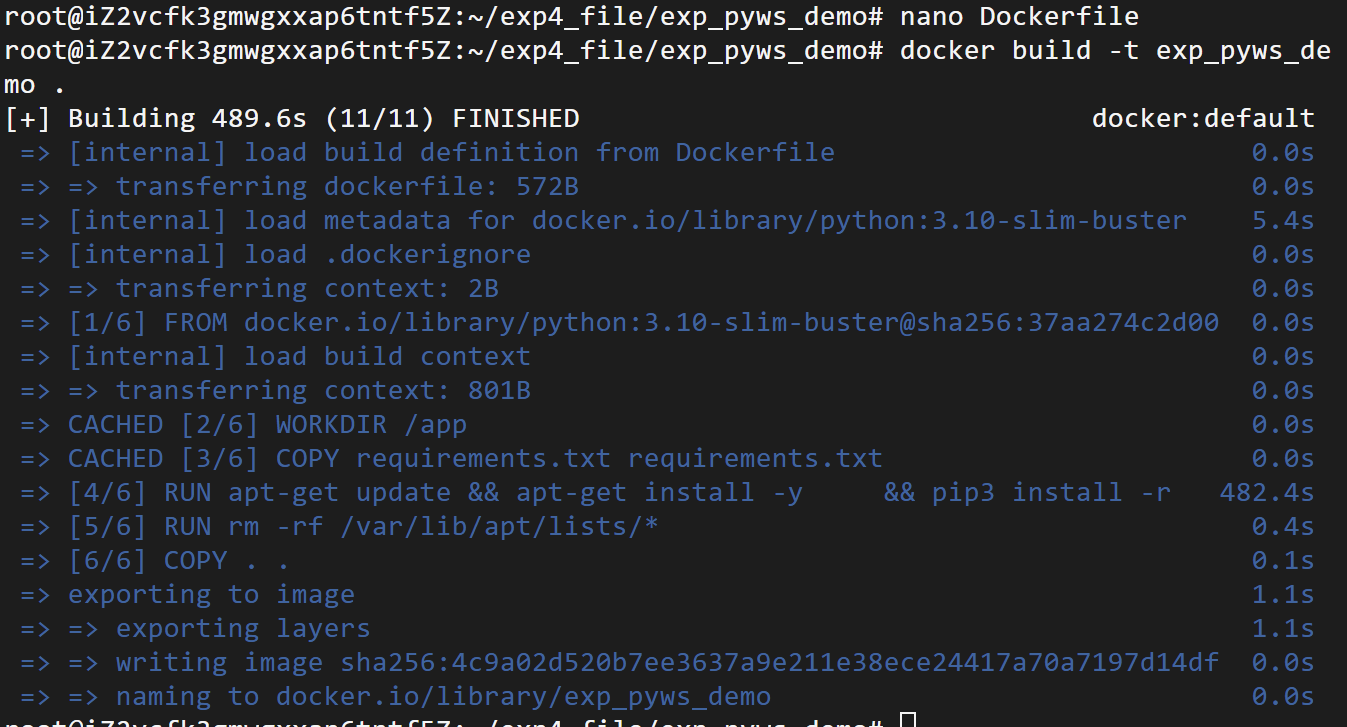 root@iZ2vcfk3gmwgxxap6tntf5Z:~/exp4_file/exp_pyws_demo# nano Dockerfile
root@iZ2vcfk3gmwgxxap6tntf5Z:~/exp4_file/exp_pyws_demo# docker build -t exp_pyws_de
mo .
[+] Building 489.6s (11/11) FINISHED docker:default
=> [internal] load build definition from Dockerfile 0.0s
=> => transferring dockerfile: 572B 0.0s
=> [internal] load metadata for docker.io/library/python:3.10-slim-buster 5.4s
=> [internal] load .dockerignore 0.0s
=> => transferring context: 2B 0.0s
=> [1/6] FROM docker.io/library/python:3.10-slim-buster@sha256:37aa274c2d00 0.0s
=> [internal] load build context 0.0s
=> => transferring context: 801B 0.0s
=> CACHED [2/6] WORKDIR /app 0.0s
=> CACHED [3/6] COPY requirements.txt requirements.txt 0.0s
=> [4/6] RUN apt-get update && apt-get install -y     && pip3 install -r 482.4s
=> [5/6] RUN rm -rf /var/lib/apt/lists/* 0.4s
=> [6/6] COPY . . 0.1s
=> exporting to image 1.1s
=> => exporting layers 1.1s
=> => writing image sha256:4c9a02d520b7ee3637a9e211e38ece24417a70a7197d14df 0.0s
=> => naming to docker.io/library/exp_pyws_demo 0.0s
root@iZ2vcfk3gmwgxxap6tntf5Z:~/exp4_file/exp_pyws_demo#